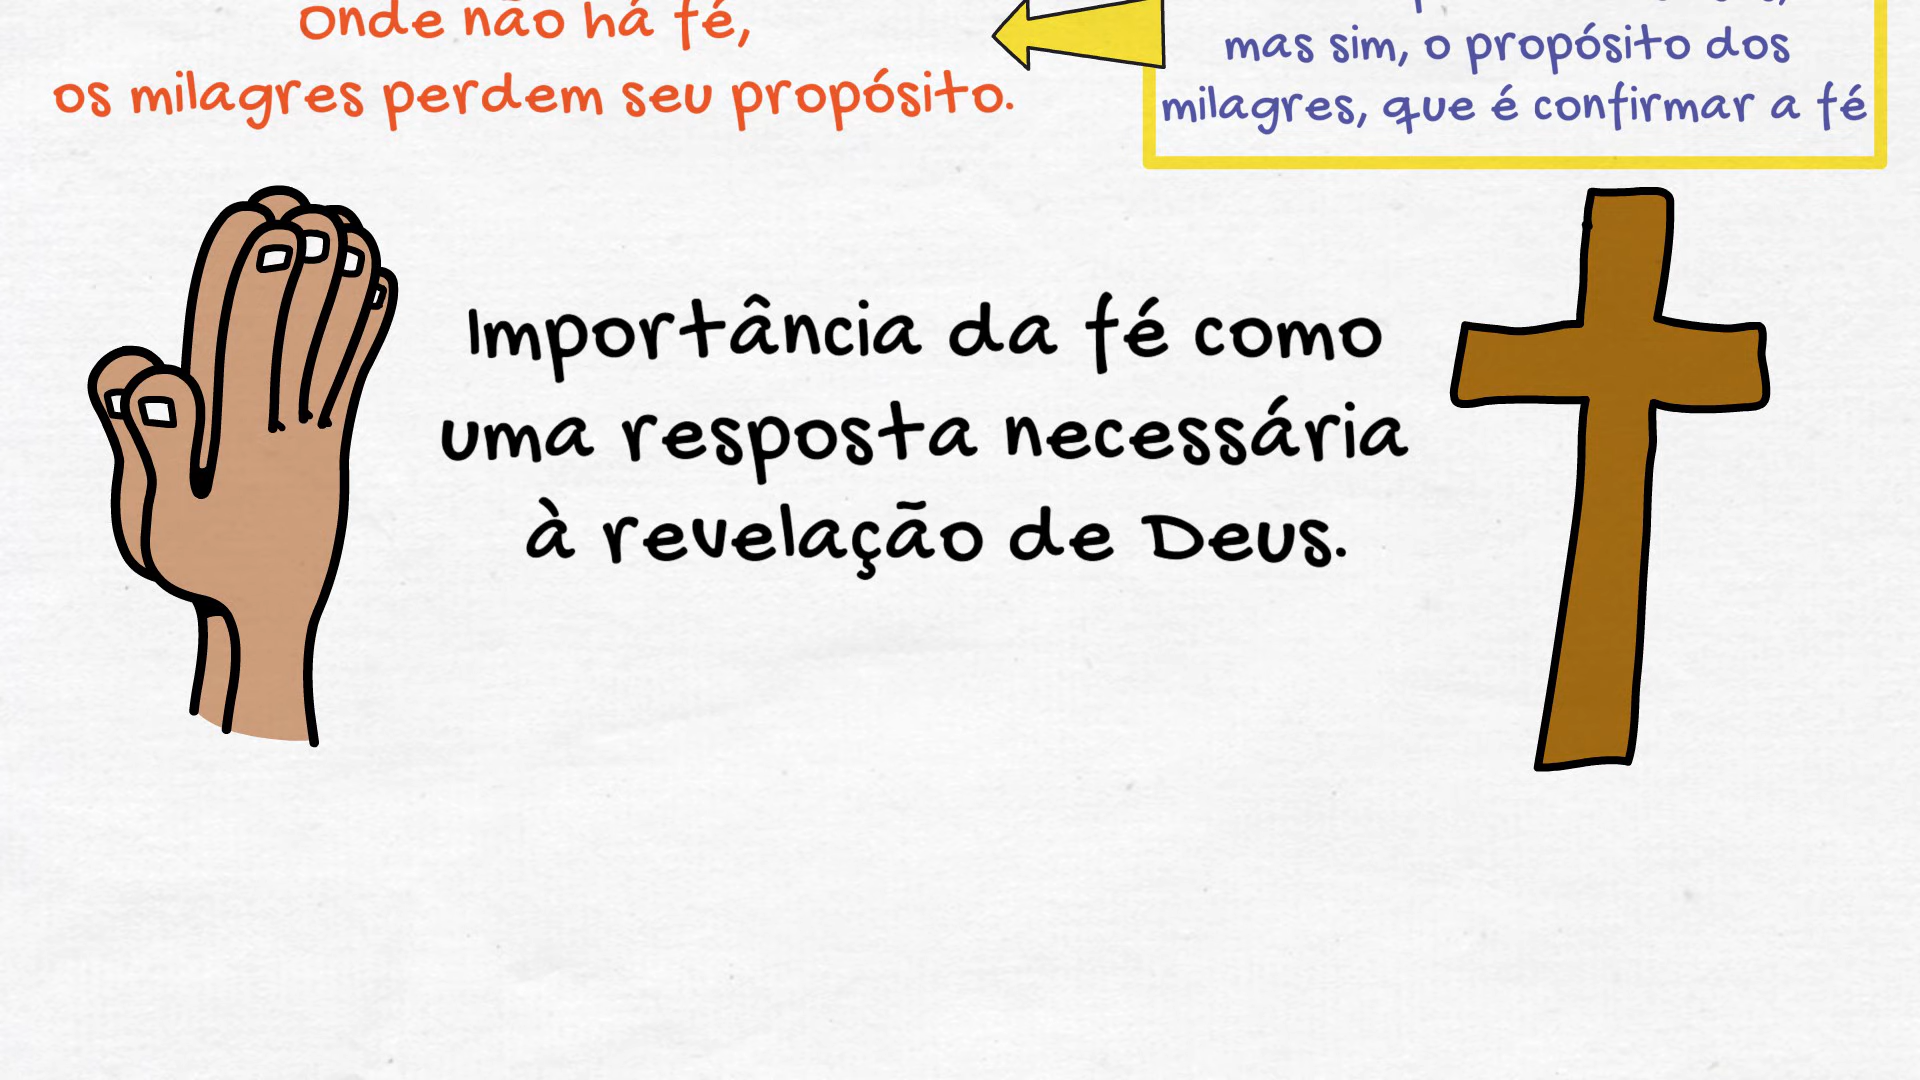 Onde não há fé,
os milagres perdem seu propósito.
mas sim, o propósito dos
milagres, que é confirmar a fé
Importância da fé como
uma resposta necessária
à revelação de Deus.